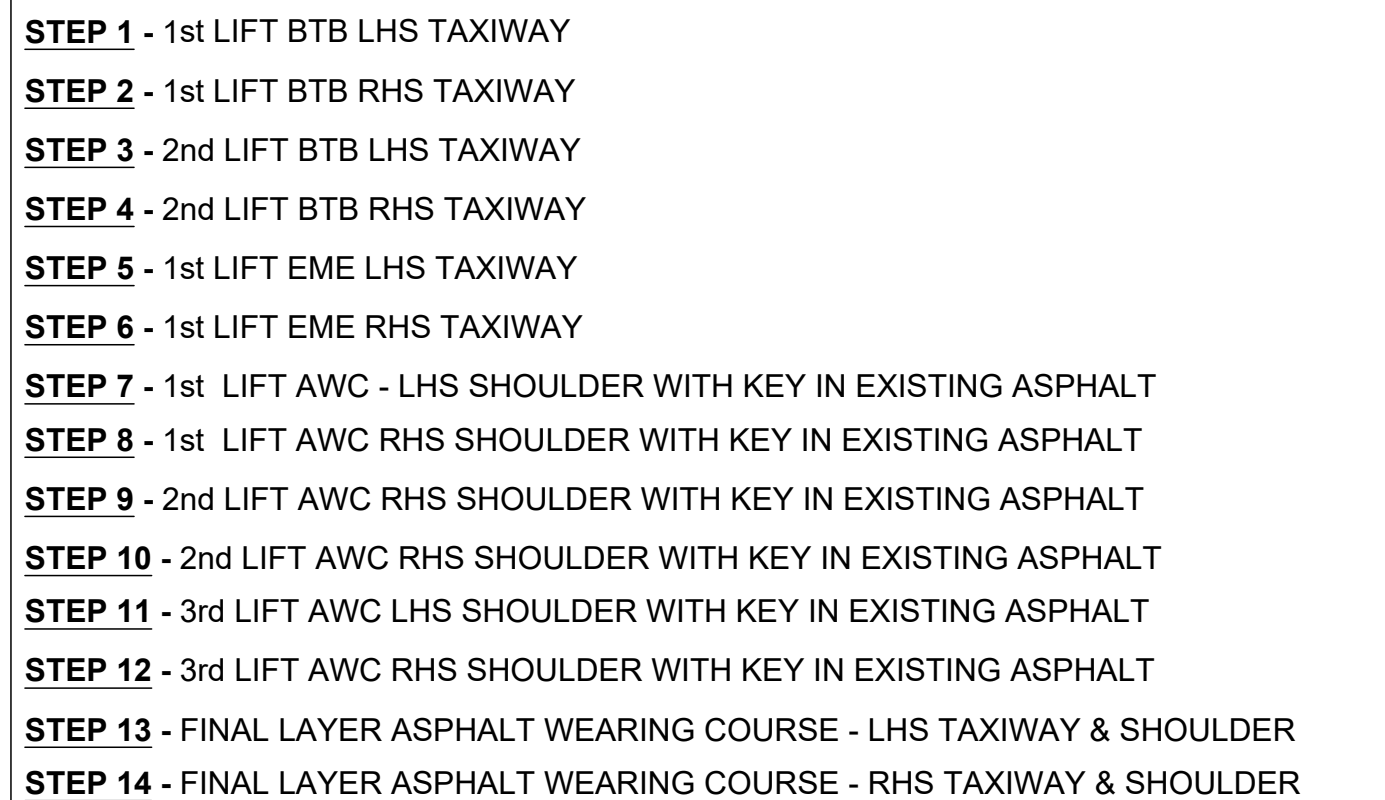 STEP 1 - 1st LIFT BTB LHS TAXIWAY
STEP 2 - 1st LIFT BTB RHS TAXIWAY
STEP 3 - 2nd LIFT BTB LHS TAXIWAY
STEP 4 - 2nd LIFT BTB RHS TAXIWAY
STEP 5 - 1st LIFT EME LHS TAXIWAY
STEP 6 - 1st LIFT EME RHS TAXIWAY
STEP 7 - 1st  LIFT AWC - LHS SHOULDER WITH KEY IN EXISTING ASPHALT
STEP 8 - 1st  LIFT AWC RHS SHOULDER WITH KEY IN EXISTING ASPHALT
STEP 9 - 2nd LIFT AWC RHS SHOULDER WITH KEY IN EXISTING ASPHALT
STEP 10 - 2nd LIFT AWC RHS SHOULDER WITH KEY IN EXISTING ASPHALT
STEP 11 - 3rd LIFT AWC LHS SHOULDER WITH KEY IN EXISTING ASPHALT
STEP 12 - 3rd LIFT AWC RHS SHOULDER WITH KEY IN EXISTING ASPHALT
STEP 13 - FINAL LAYER ASPHALT WEARING COURSE - LHS TAXIWAY & SHOULDER
STEP 14 - FINAL LAYER ASPHALT WEARING COURSE - RHS TAXIWAY & SHOULDER